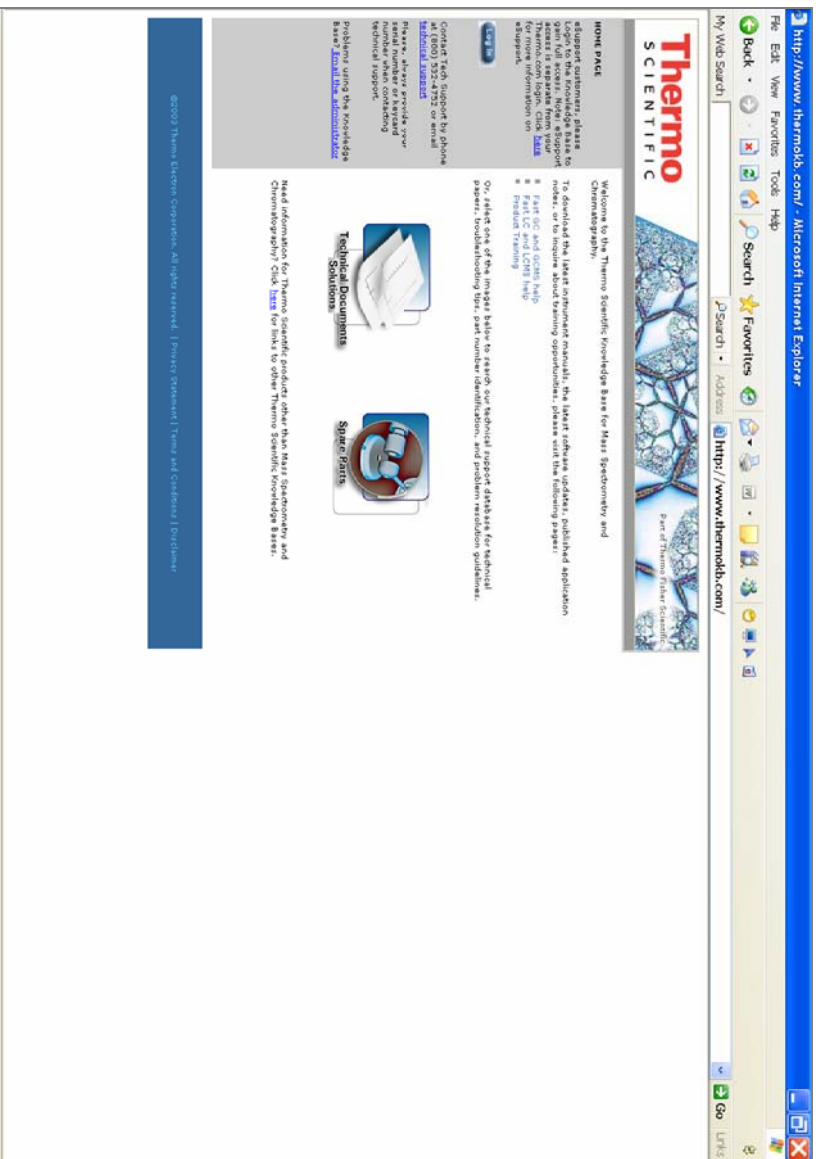 http://www.thermokb.com/ - Microsoft Internet Explorer
File Edit View Favorites Tools Help
Back Search Favorites
My Web Search Search Address http://www.thermokb.com/ Go Links
Thermo
SCIENTIFIC
Part of Thermo Fisher Scientific
HOME PAGE
eSupport customers, please
Login to the Knowledge Base to
gain full access. Note: eSupport
access is separate from your
Thermo.com login. Click here
for more information on
eSupport.
Log in
Contact Tech Support by phone
at (800) 532-4752 or email
technical support
Please, always provide your
serial number or keycard
number when contacting
technical support.
Problems using the Knowledge
Base? Email the administrator
Welcome to the Thermo Scientific Knowledge Base for Mass Spectrometry and
Chromatography.
To download the latest instrument manuals, the latest software updates, published application
notes, or to inquire about training opportunities, please visit the following pages:
Fast GC and GCMS help
Fast LC and LCMS help
Product Training
Or, select one of the images below to search our technical support database for technical
papers, troubleshooting tips, part number identification, and problem resolution guidelines.
Technical Documents
Solutions
Spare Parts
Need information for Thermo Scientific products other than Mass Spectrometry and
Chromatography? Click here for links to other Thermo Scientific Knowledge Bases.
©2003 Thermo Electron Corporation. All rights reserved. | Privacy Statement | Terms and Conditions | Disclaimer